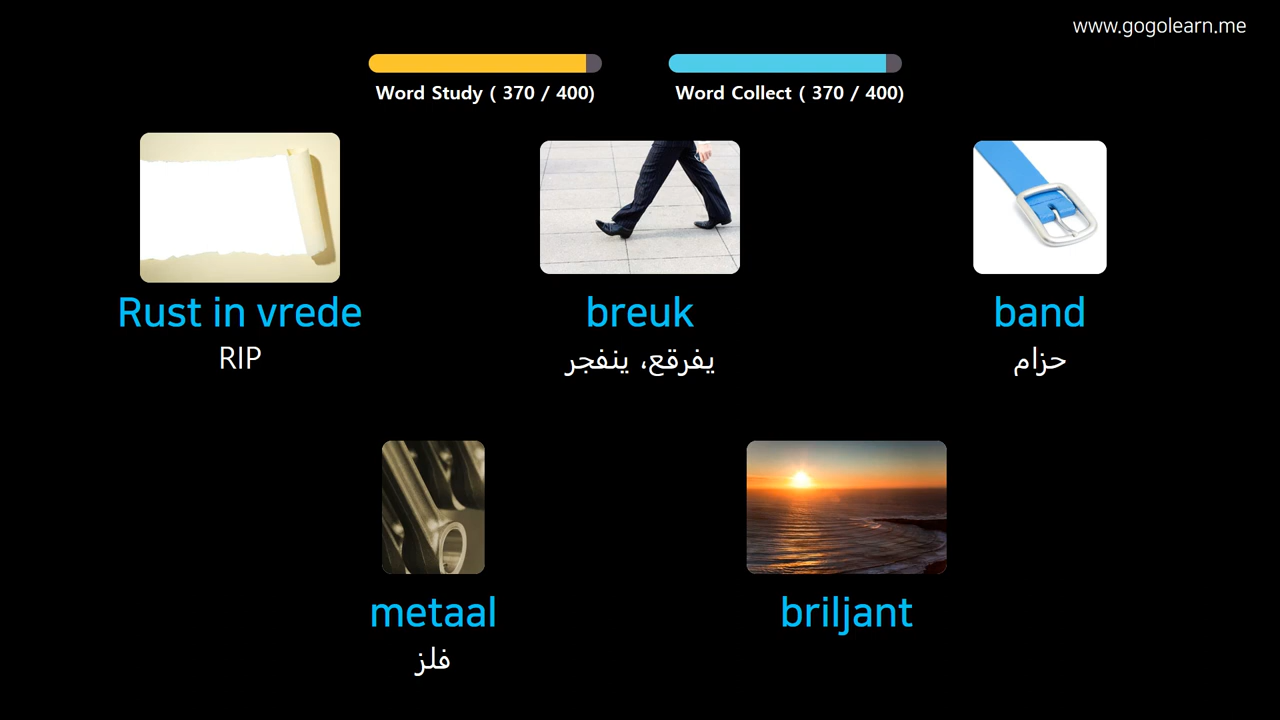 www.gogolearn.me
Word Study ( 370 / 400)
Word Collect ( 370 / 400)
Rust in vrede
RIP
breuk
يفرقع، ينفجر
band
حزام
metaal
فلز
briljant